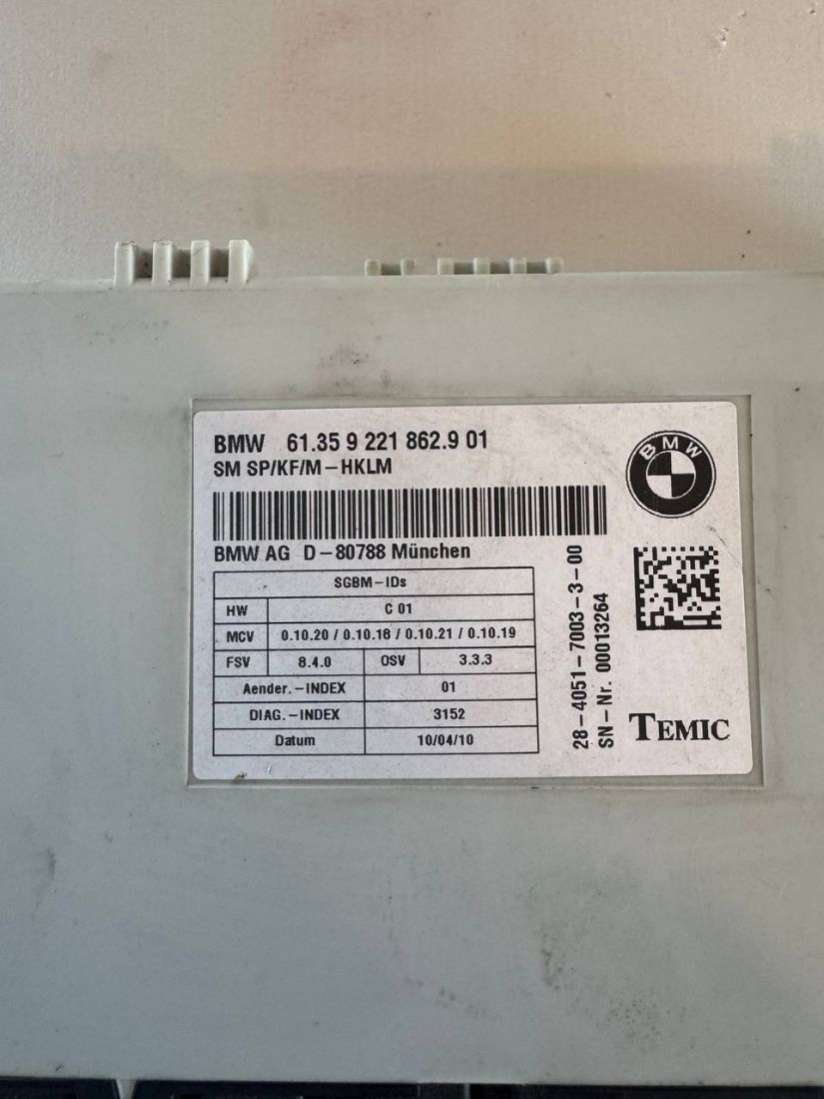 BMW 61.35 9 221 862.9 01
SM SP/KF/M-HKLM
BMW
BMW AG D-80788 München
SGBM-IDs
HW C 01
MCV 0.10.20 / 0.10.18 / 0.10.21 / 0.10.19
FSV 8.4.0 OSV 3.3.3
Aender.-INDEX 01
DIAG.-INDEX 3152
Datum 10/04/10
28-4051-7003-3-00
SN-Nr. 00013264
TEMIC